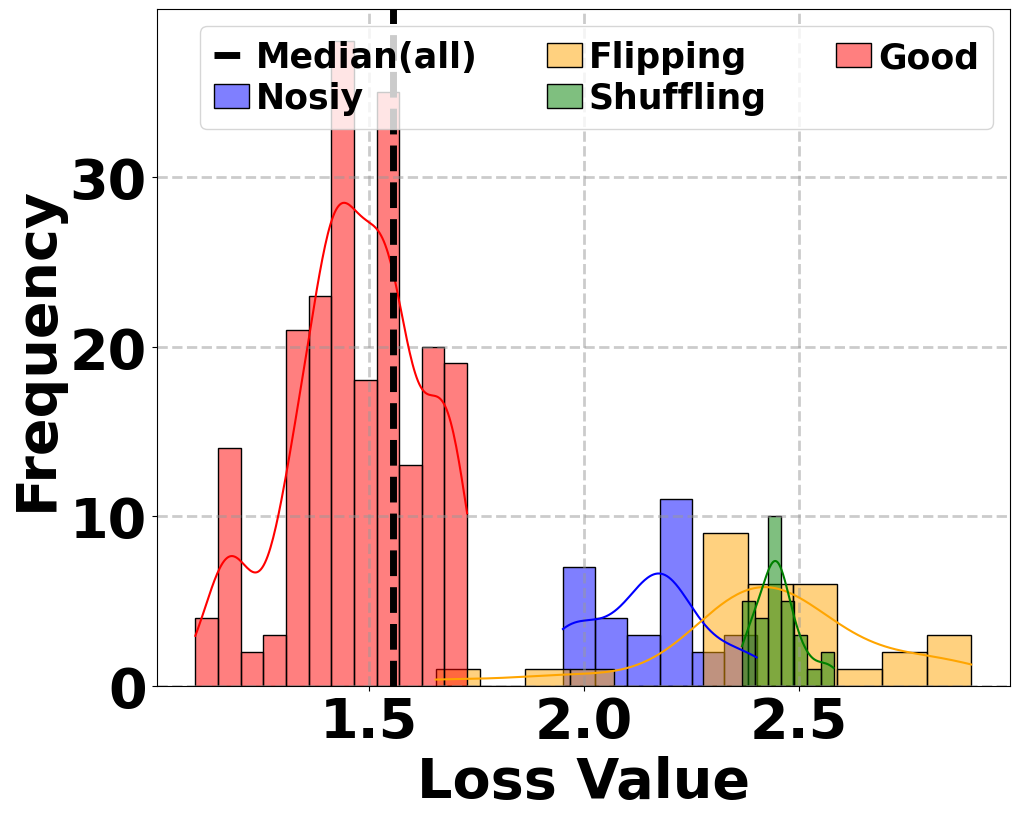 Median(all)
Nosiy
Flipping
Shuffling
Good
Frequency
30
20
10
0
1.5
2.0
2.5
Loss Value